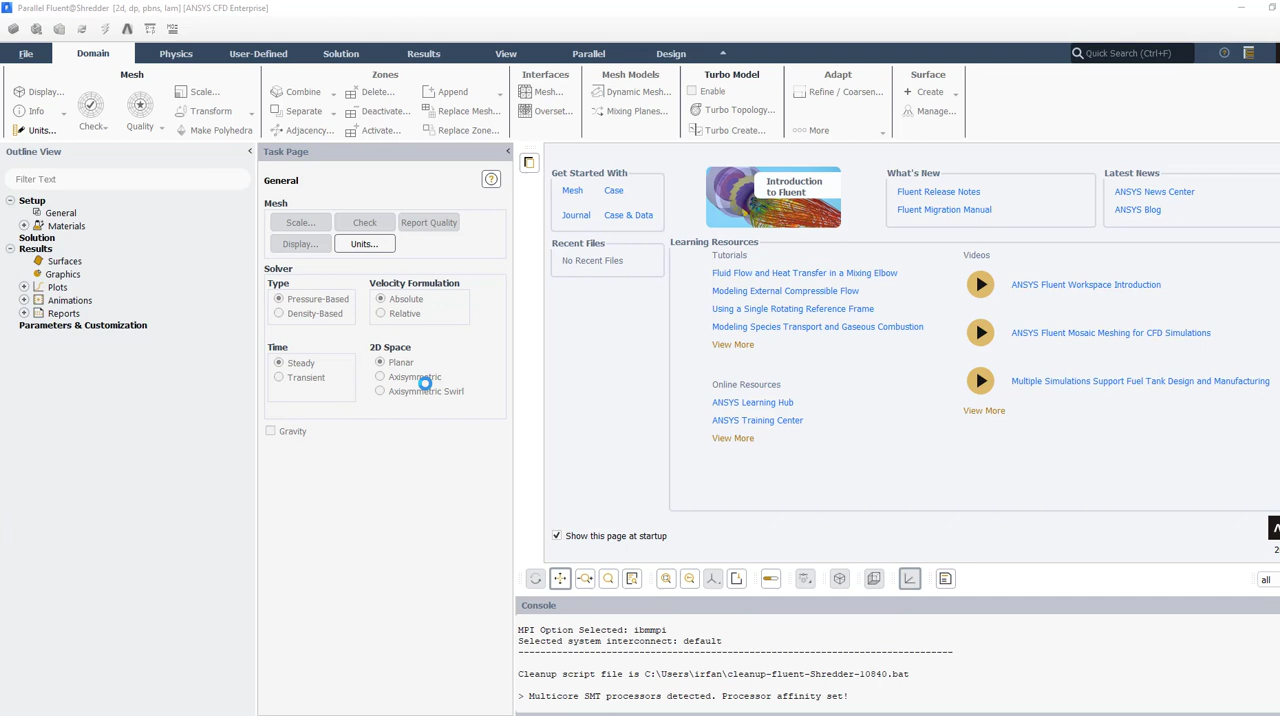 Parallel Fluent@Shredder [2d, dp, pbns, lam] [ANSYS CFD Enterprise]
File Domain Physics User-Defined Solution Results View Parallel Design Quick Search (Ctrl+F)
Mesh Zones Interfaces Mesh Models Turbo Model Adapt Surface
Display... Scale... Combine Delete... Append Mesh... Dynamic Mesh... Enable Refine / Coarsen... Create
Info Check Quality Transform Separate Deactivate... Replace Mesh... Overset... Mixing Planes... Turbo Topology... Manage...
Units... Make Polyhedra Adjacency... Activate... Replace Zone... Turbo Create... More
Outline View
Filter Text
Setup
General
Materials
Solution
Results
Surfaces
Graphics
Plots
Animations
Reports
Parameters & Customization
Task Page
General
Mesh
Scale... Check Report Quality
Display... Units...
Solver
Type Velocity Formulation
Pressure-Based Absolute
Density-Based Relative
Time 2D Space
Steady Planar
Transient Axisymmetric
Axisymmetric Swirl
Gravity
Get Started With
Mesh Case
Journal Case & Data
Recent Files
No Recent Files
Introduction
to Fluent
What's New
Fluent Release Notes
Fluent Migration Manual
Latest News
ANSYS News Center
ANSYS Blog
Learning Resources
Tutorials
Fluid Flow and Heat Transfer in a Mixing Elbow
Modeling External Compressible Flow
Using a Single Rotating Reference Frame
Modeling Species Transport and Gaseous Combustion
View More
Online Resources
ANSYS Learning Hub
ANSYS Training Center
View More
Videos
ANSYS Fluent Workspace Introduction
ANSYS Fluent Mosaic Meshing for CFD Simulations
Multiple Simulations Support Fuel Tank Design and Manufacturing
View More
Show this page at startup
all
Console
MPI Option Selected: ibmmpi
Selected system interconnect: default
--------------------------------------------------------------------------------
Cleanup script file is C:\Users\irfan\cleanup-fluent-Shredder-10840.bat
> Multicore SMT processors detected. Processor affinity set!